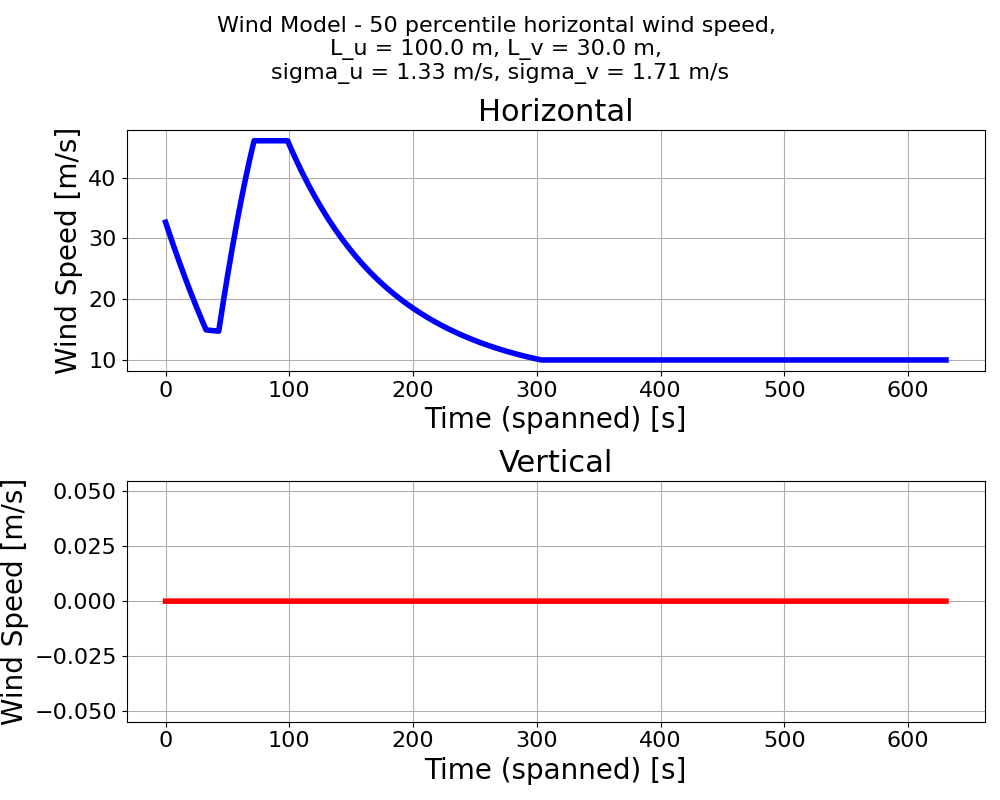 Wind Model - 50 percentile horizontal wind speed,
L_u = 100.0 m, L_v = 30.0 m,
sigma_u = 1.33 m/s, sigma_v = 1.71 m/s
Horizontal
Wind Speed [m/s]
40
30
20
10
0 100 200 300 400 500 600
Time (spanned) [s]
Vertical
Wind Speed [m/s]
0.050
0.025
0.000
−0.025
−0.050
0 100 200 300 400 500 600
Time (spanned) [s]